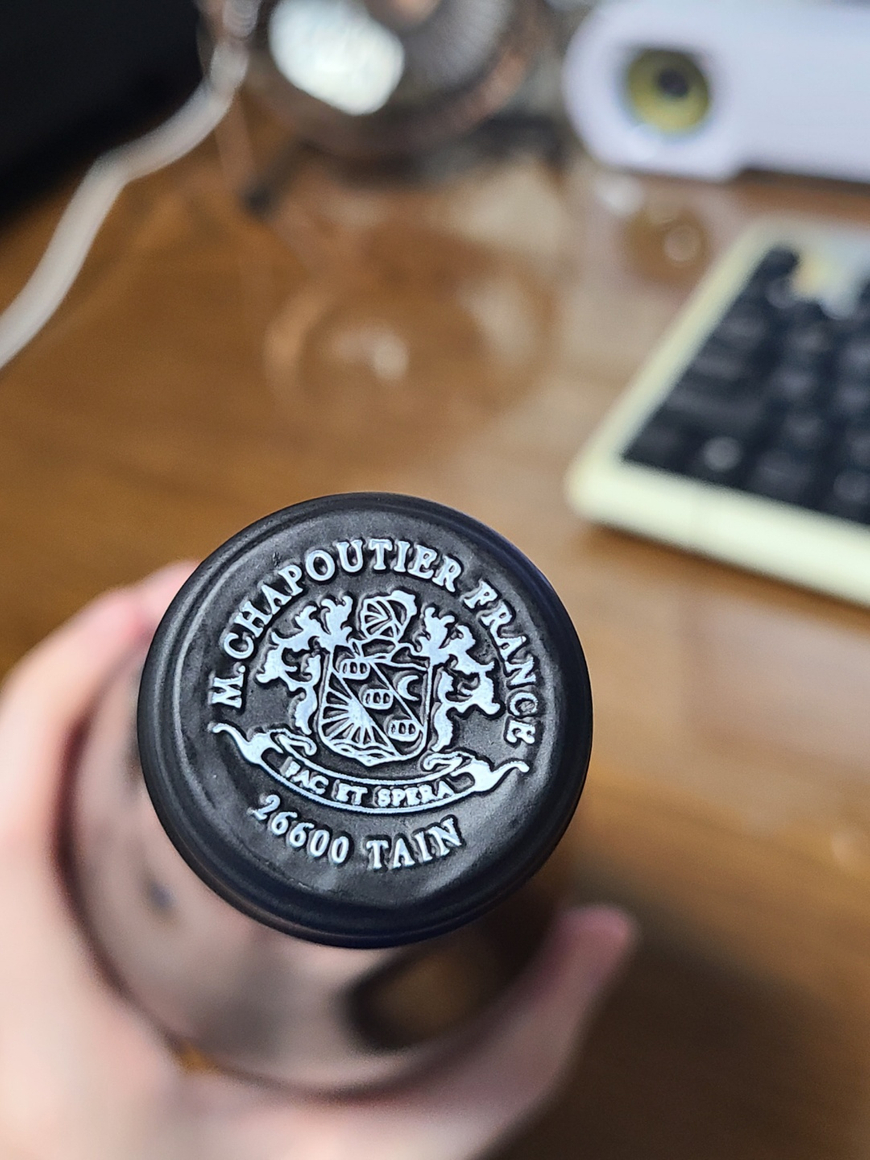 M. CHAPOUTIER FRANCE
FAC ET SPERA
26600 TAIN